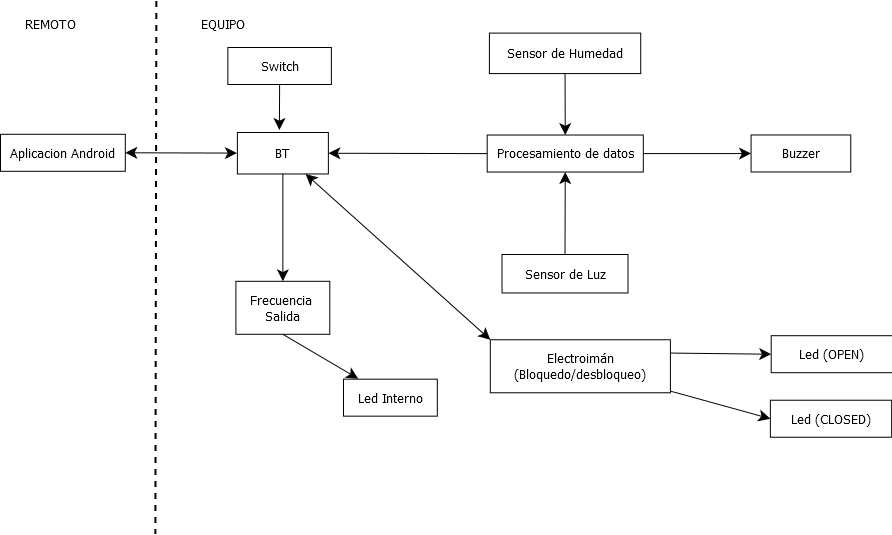 REMOTO
EQUIPO
Switch
Sensor de Humedad
Aplicacion Android
BT
Procesamiento de datos
Buzzer
Sensor de Luz
Frecuencia
Salida
Electroimán
(Bloquedo/desbloqueo)
Led (OPEN)
Led Interno
Led (CLOSED)